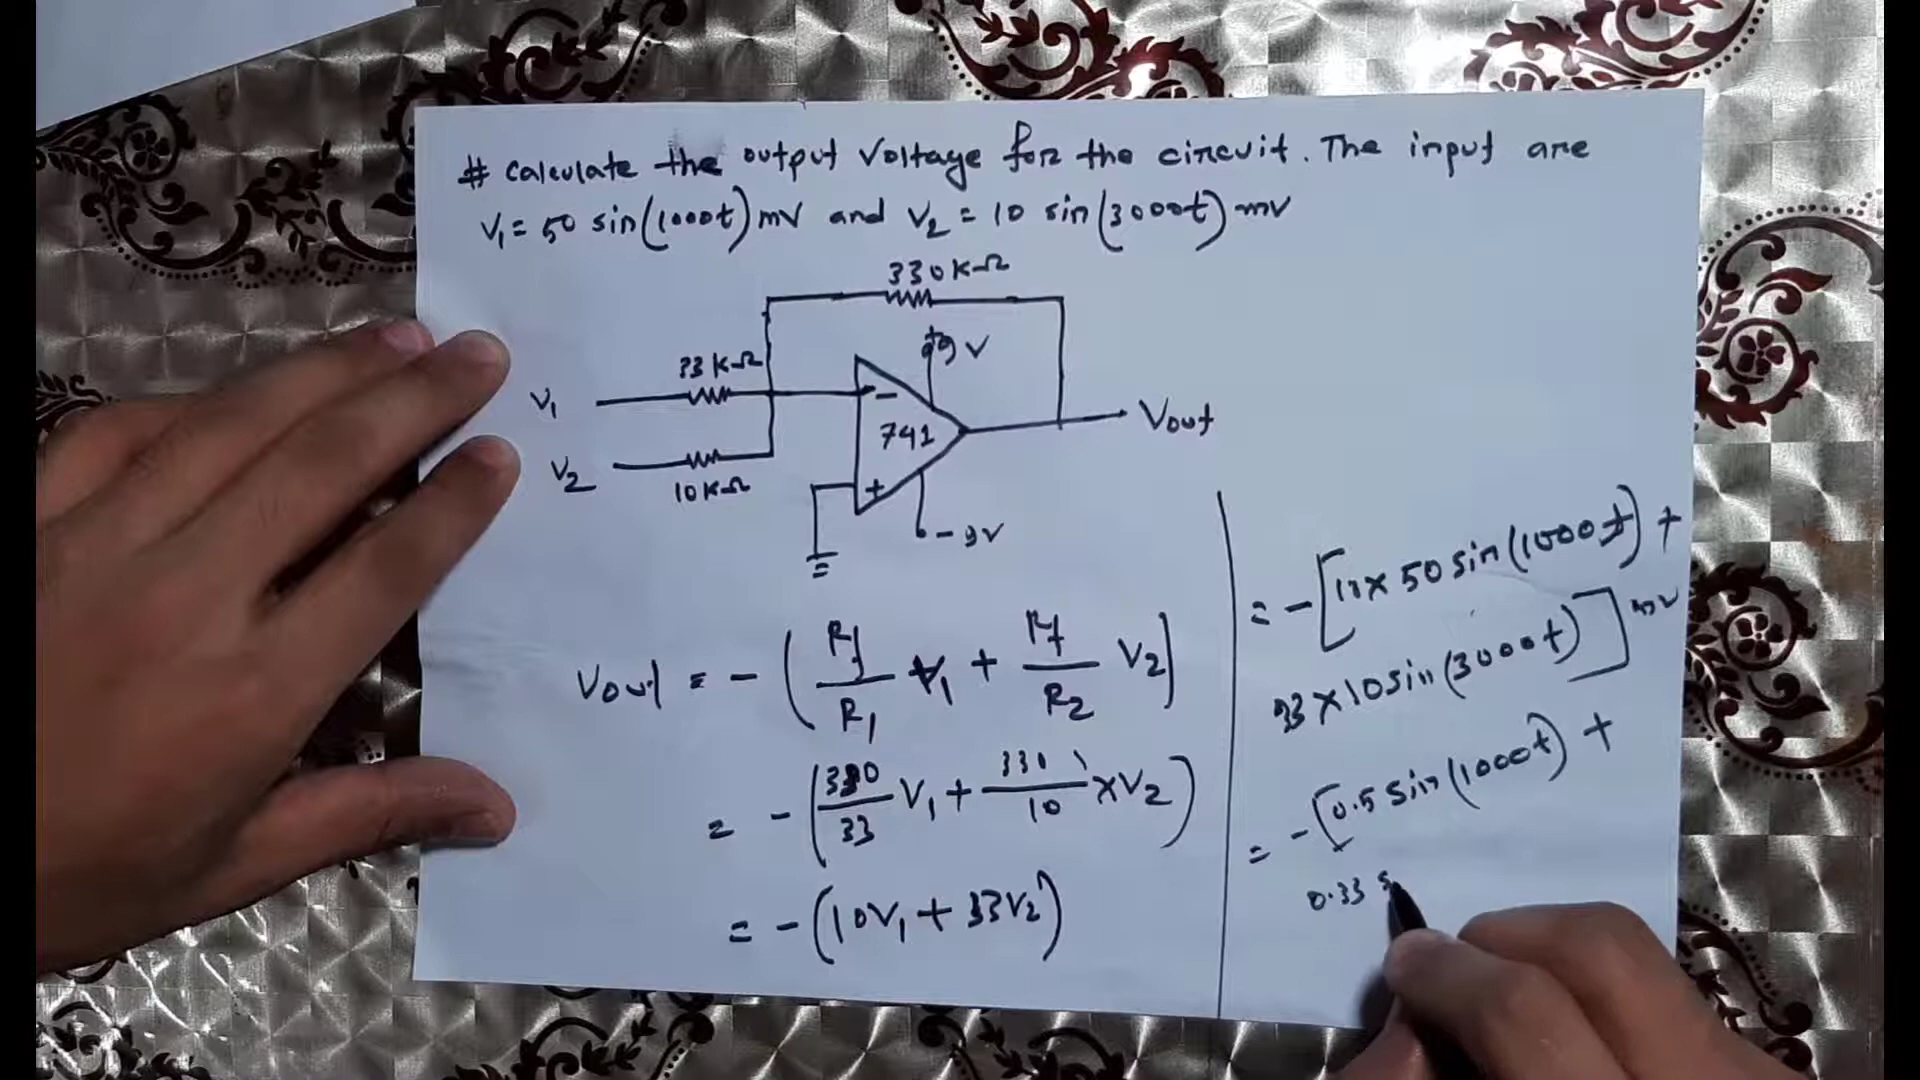 # Calculate the output Voltage for the circuit. The input are
V₁ = 50 sin(1000t) mV and V₂ = 10 sin(3000t) mV
330 KΩ
+9 V
33 KΩ
V₁
−
741
Vout
V₂
10 KΩ
+
- 9V
Vout = - (Rf/R₁ V₁ + Rf/R₂ V₂)
= - (330/33 V₁ + 330/10 × V₂)
= - (10V₁ + 33V₂)
= - [10 × 50 sin(1000t) +
33 × 10 sin(3000t)] mV
= - [0.5 sin(1000t) +
0.33 s